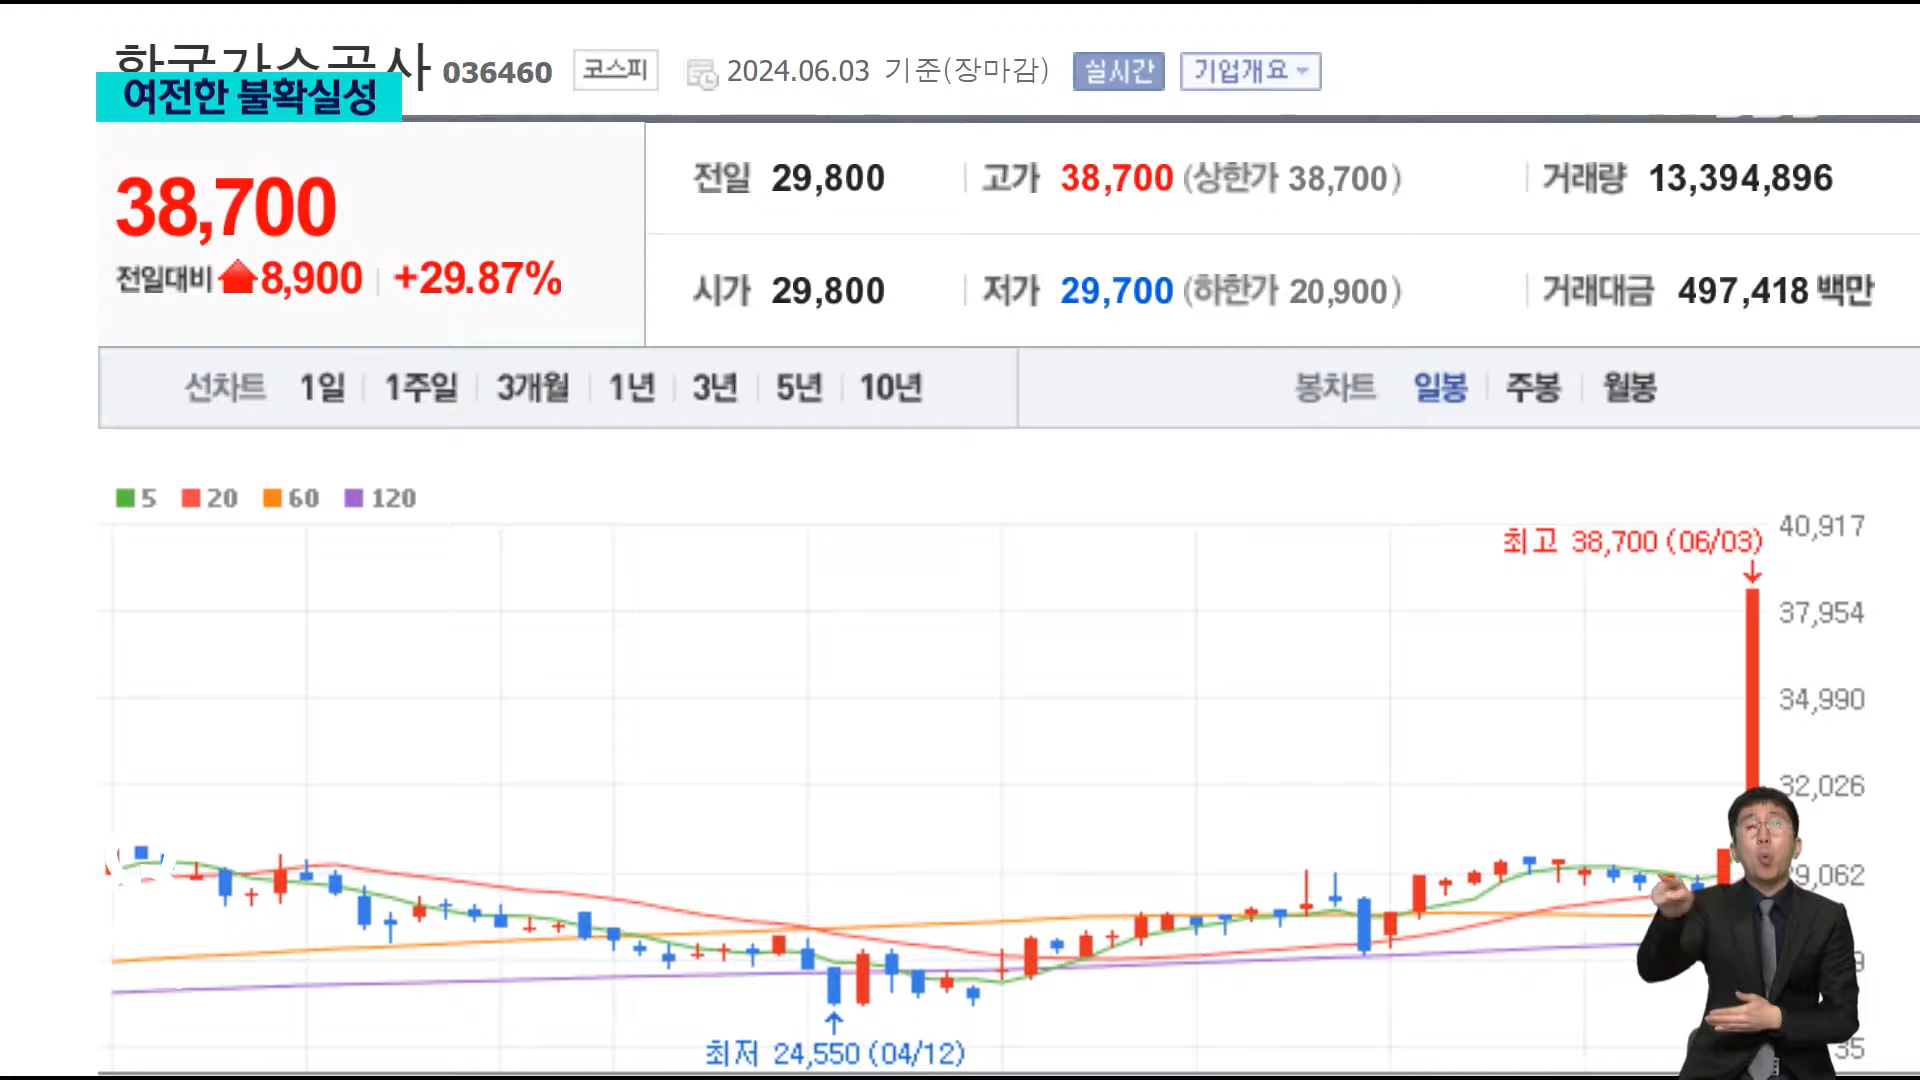 한국가스공사 036460 코스피 2024.06.03 기준(장마감) 실시간 기업개요
여전한 불확실성
38,700
전일대비 8,900 +29.87%
전일 29,800 고가 38,700 (상한가 38,700) 거래량 13,394,896
시가 29,800 저가 29,700 (하한가 20,900) 거래대금 497,418 백만
선차트 1일 1주일 3개월 1년 3년 5년 10년 봉차트 일봉 주봉 월봉
5 20 60 120
최고 38,700 (06/03)
40,917
37,954
34,990
32,026
최저 24,550 (04/12)